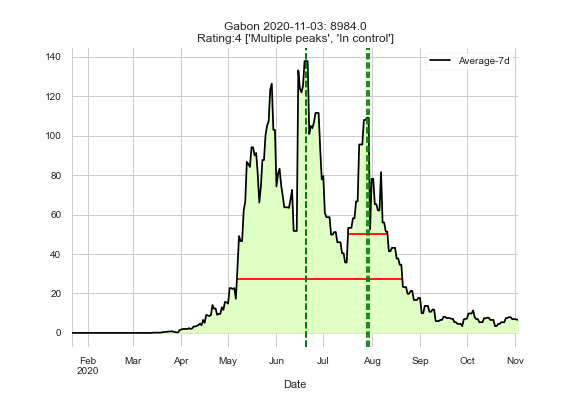 Gabon 2020-11-03: 8984.0
Rating:4 ['Multiple peaks', 'In control']
Average-7d
140
120
100
80
60
40
20
0
Feb Mar Apr May Jun Jul Aug Sep Oct Nov
2020
Date